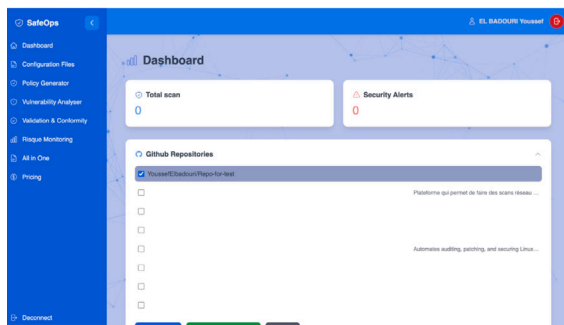 SafeOps
EL BADOURI Youssef
Dashboard
Configuration Files
Policy Generator
Vulnerability Analyser
Validation & Conformity
Risque Monitoring
All in One
Pricing
Deconnect
Dashboard
Total scan
0
Security Alerts
0
Github Repositories
YoussefElbadouri/Repo-for-test
Plateforme qui permet de faire des scans réseau ...
Automates auditing, patching, and securing Linux...